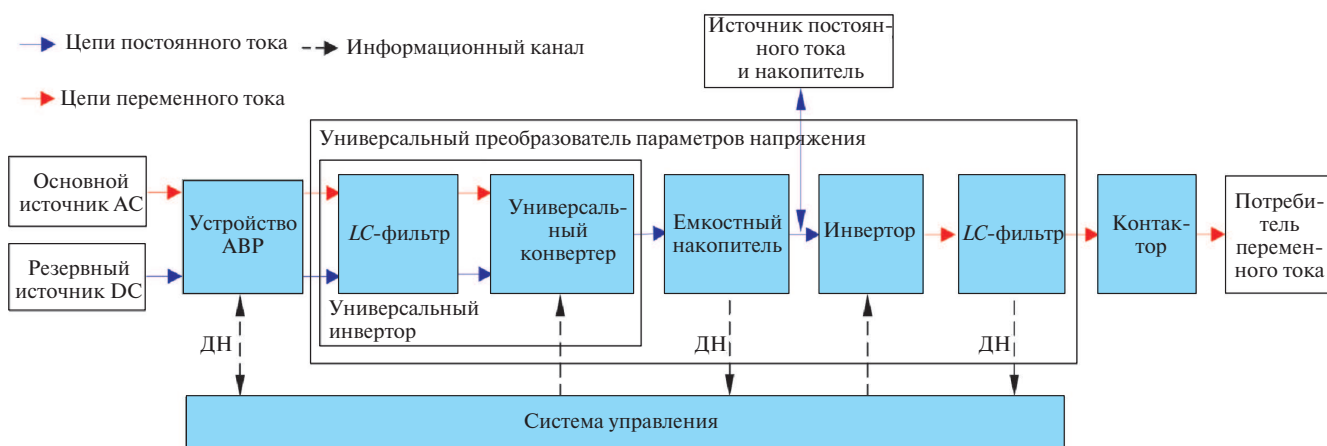 Цепи постоянного тока
Информационный канал
Цепи переменного тока
Источник постоян-
ного тока
и накопитель
Универсальный преобразователь параметров напряжения
Основной
источник AC
Резервный
источник DC
Устройство
АВР
LC-фильтр
Универсаль-
ный
конвертер
Универсальный
инвертор
Емкостный
накопитель
Инвертор
LC-фильтр
Контак-
тор
Потреби-
тель
перемен-
ного тока
ДН
ДН
ДН
Система управления